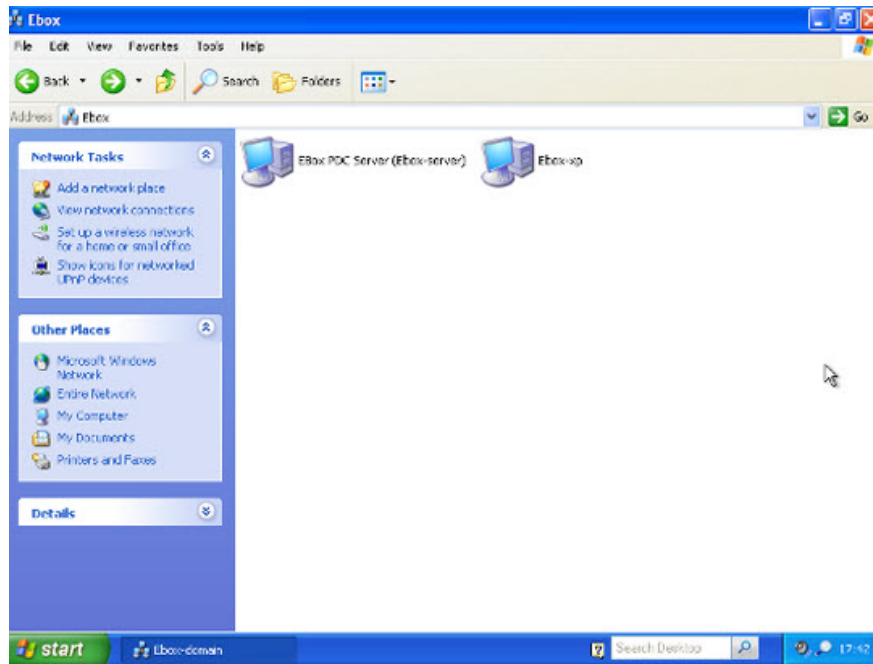 Ebox
File Edit View Favorites Tools Help
Back Search Folders
Address Ebox Go
Network Tasks
Add a network place
View network connections
Set up a wireless network
for a home or small office
Show icons for networked
UPnP devices
Other Places
Microsoft Windows
Network
Entire Network
My Computer
My Documents
Printers and Faxes
Details
EBox PDC Server (Ebox-server)
Ebox-xp
start Ebox-domain Search Desktop 17:42